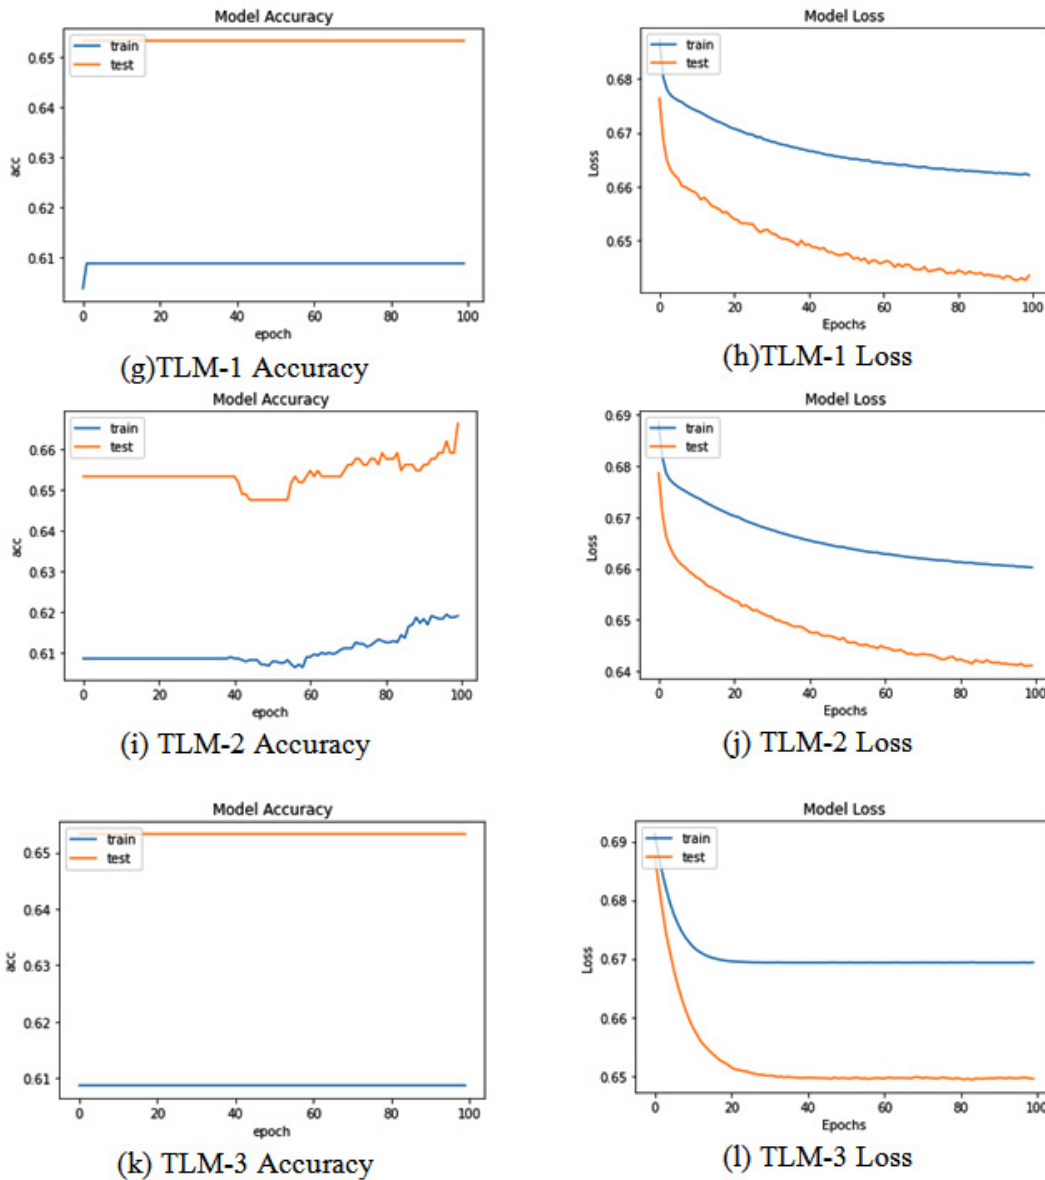 Model Accuracy
train
test
0.65
0.64
0.63
0.62
0.61
acc
0 20 40 60 80 100
epoch
(g)TLM-1 Accuracy
Model Loss
train
test
0.68
0.67
0.66
0.65
Loss
0 20 40 60 80 100
Epochs
(h)TLM-1 Loss
Model Accuracy
train
test
0.66
0.65
0.64
0.63
0.62
0.61
acc
0 20 40 60 80 100
epoch
(i) TLM-2 Accuracy
Model Loss
train
test
0.69
0.68
0.67
0.66
0.65
0.64
Loss
0 20 40 60 80 100
Epochs
(j) TLM-2 Loss
Model Accuracy
train
test
0.65
0.64
0.63
0.62
0.61
acc
0 20 40 60 80 100
epoch
(k) TLM-3 Accuracy
Model Loss
train
test
0.69
0.68
0.67
0.66
0.65
Loss
0 20 40 60 80 100
Epochs
(l) TLM-3 Loss